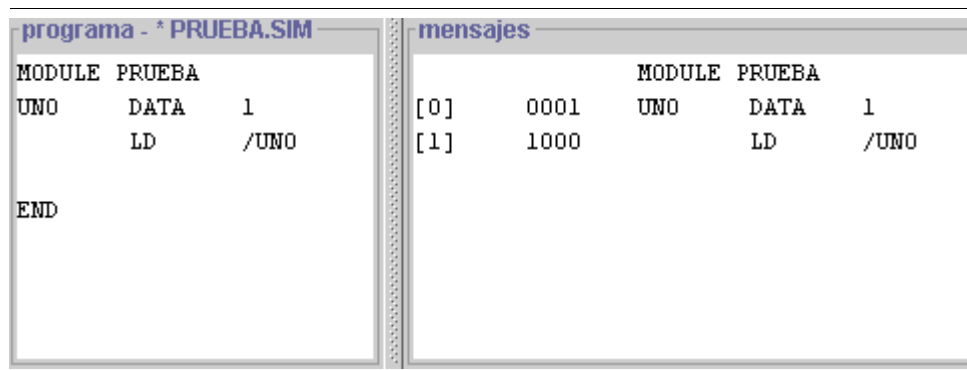 programa - * PRUEBA.SIM
MODULE PRUEBA
UNO DATA 1
LD /UNO
END
mensajes
MODULE PRUEBA
[0] 0001 UNO DATA 1
[1] 1000 LD /UNO